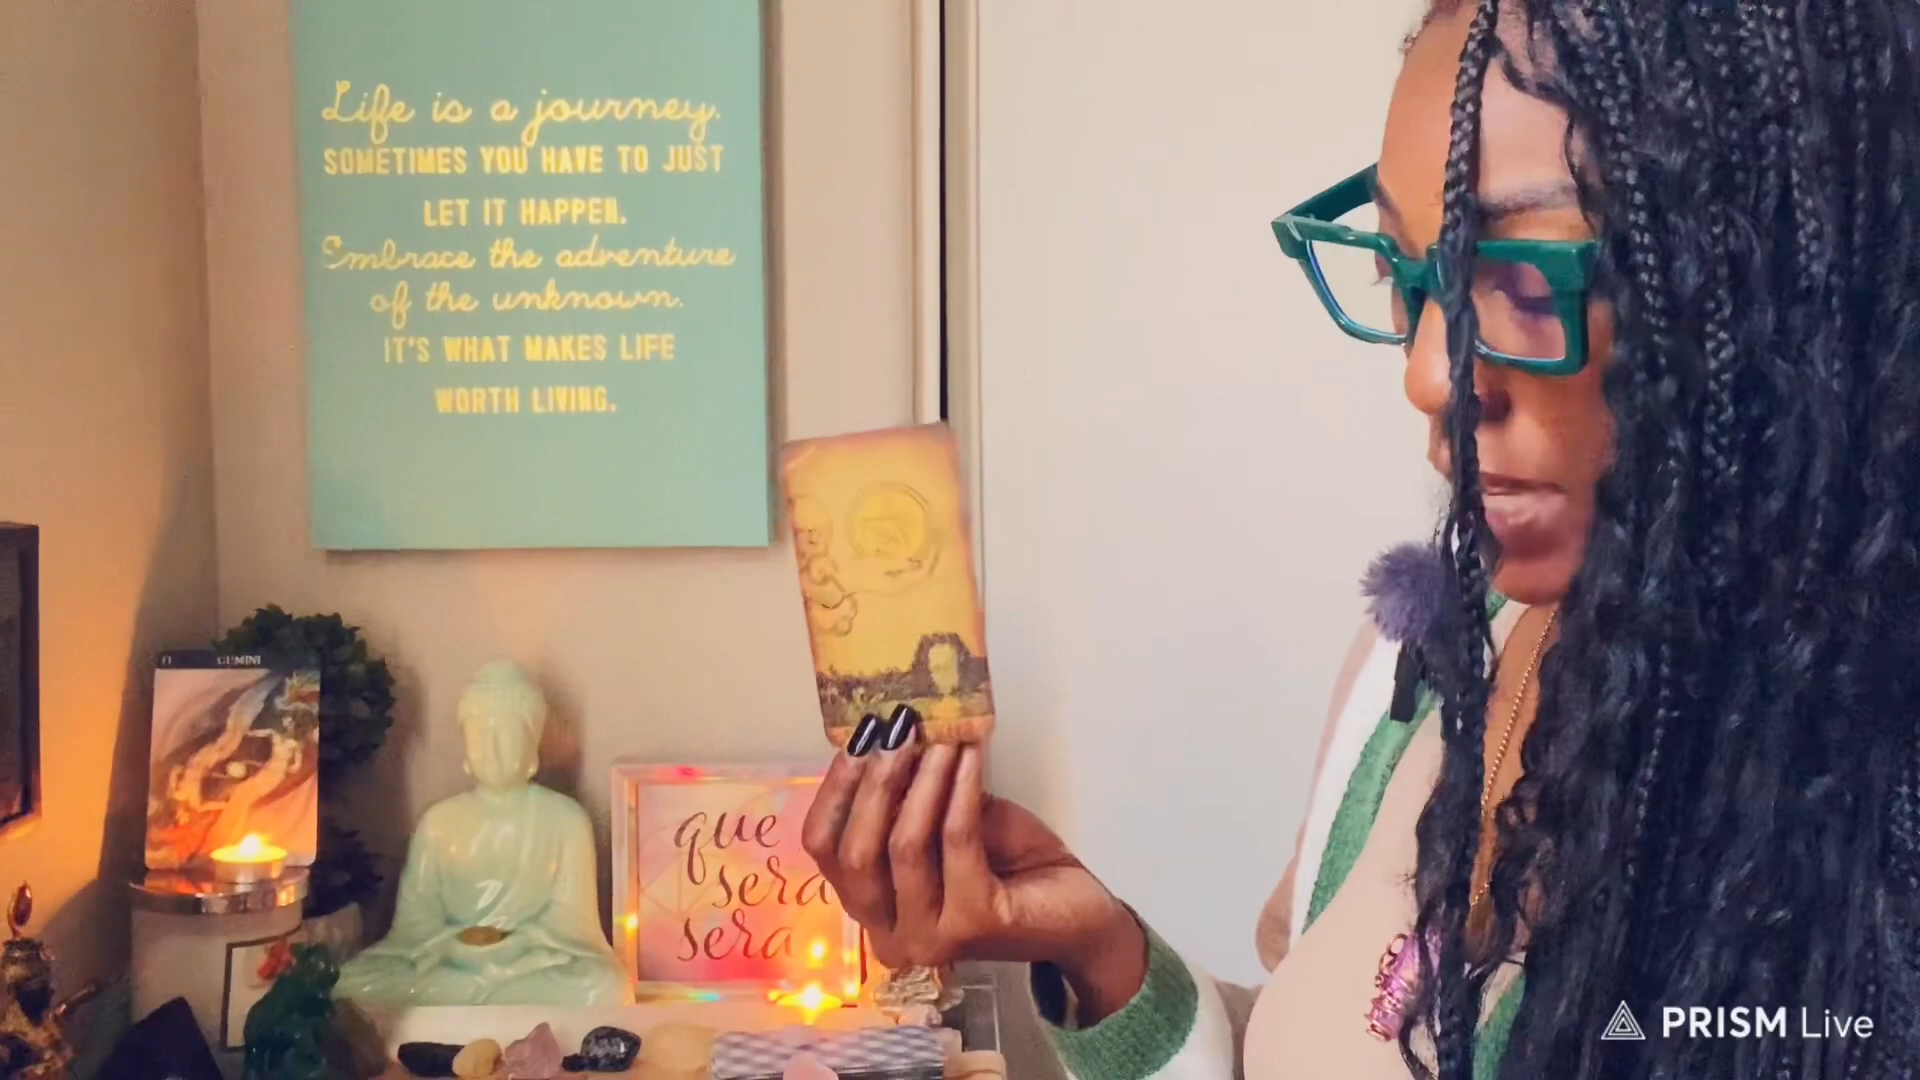 Life is a journey.
SOMETIMES YOU HAVE TO JUST
LET IT HAPPEN.
Embrace the adventure
of the unknown.
IT'S WHAT MAKES LIFE
WORTH LIVING.
GEMINI
que
sera
sera
PRISM Live